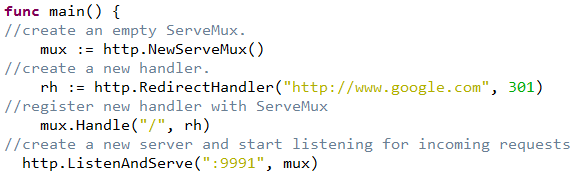 func main() {
//create an empty ServeMux.
mux := http.NewServeMux()
//create a new handler.
rh := http.RedirectHandler("http://www.google.com", 301)
//register new handler with ServeMux
mux.Handle("/", rh)
//create a new server and start listening for incoming requests
http.ListenAndServe(":9991", mux)